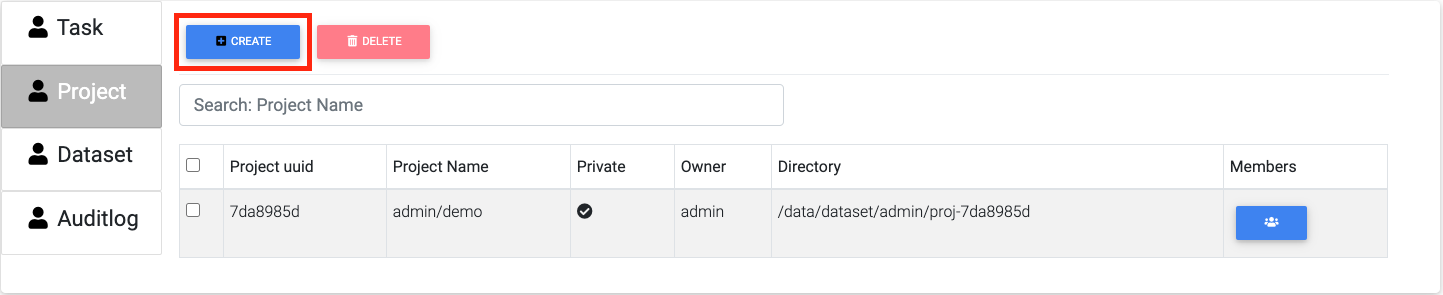 Task
Project
Dataset
Auditlog
CREATE DELETE
Search: Project Name
Project uuid Project Name Private Owner Directory Members
7da8985d admin/demo admin /data/dataset/admin/proj-7da8985d